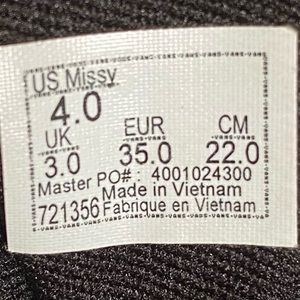 US Missy
4.0
UK EUR CM
3.0 35.0 22.0
Master PO# : 4001024300
Made in Vietnam
721356 Fabrique en Vietnam